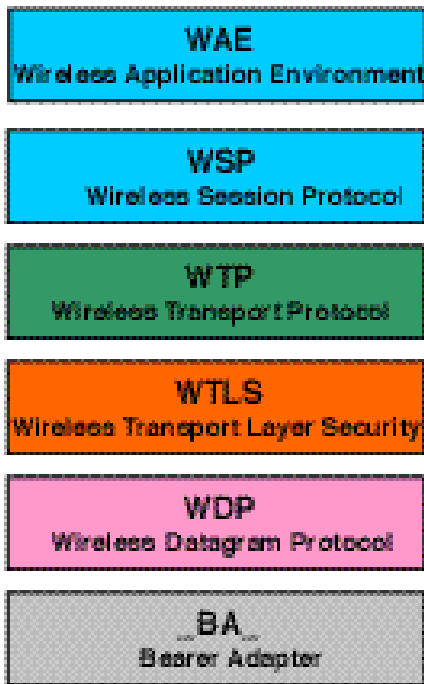 WAE
Wireless Application Environment
WSP
Wireless Session Protocol
WTP
Wireless Transport Protocol
WTLS
Wireless Transport Layer Security
WDP
Wireless Datagram Protocol
_BA_
Bearer Adapter